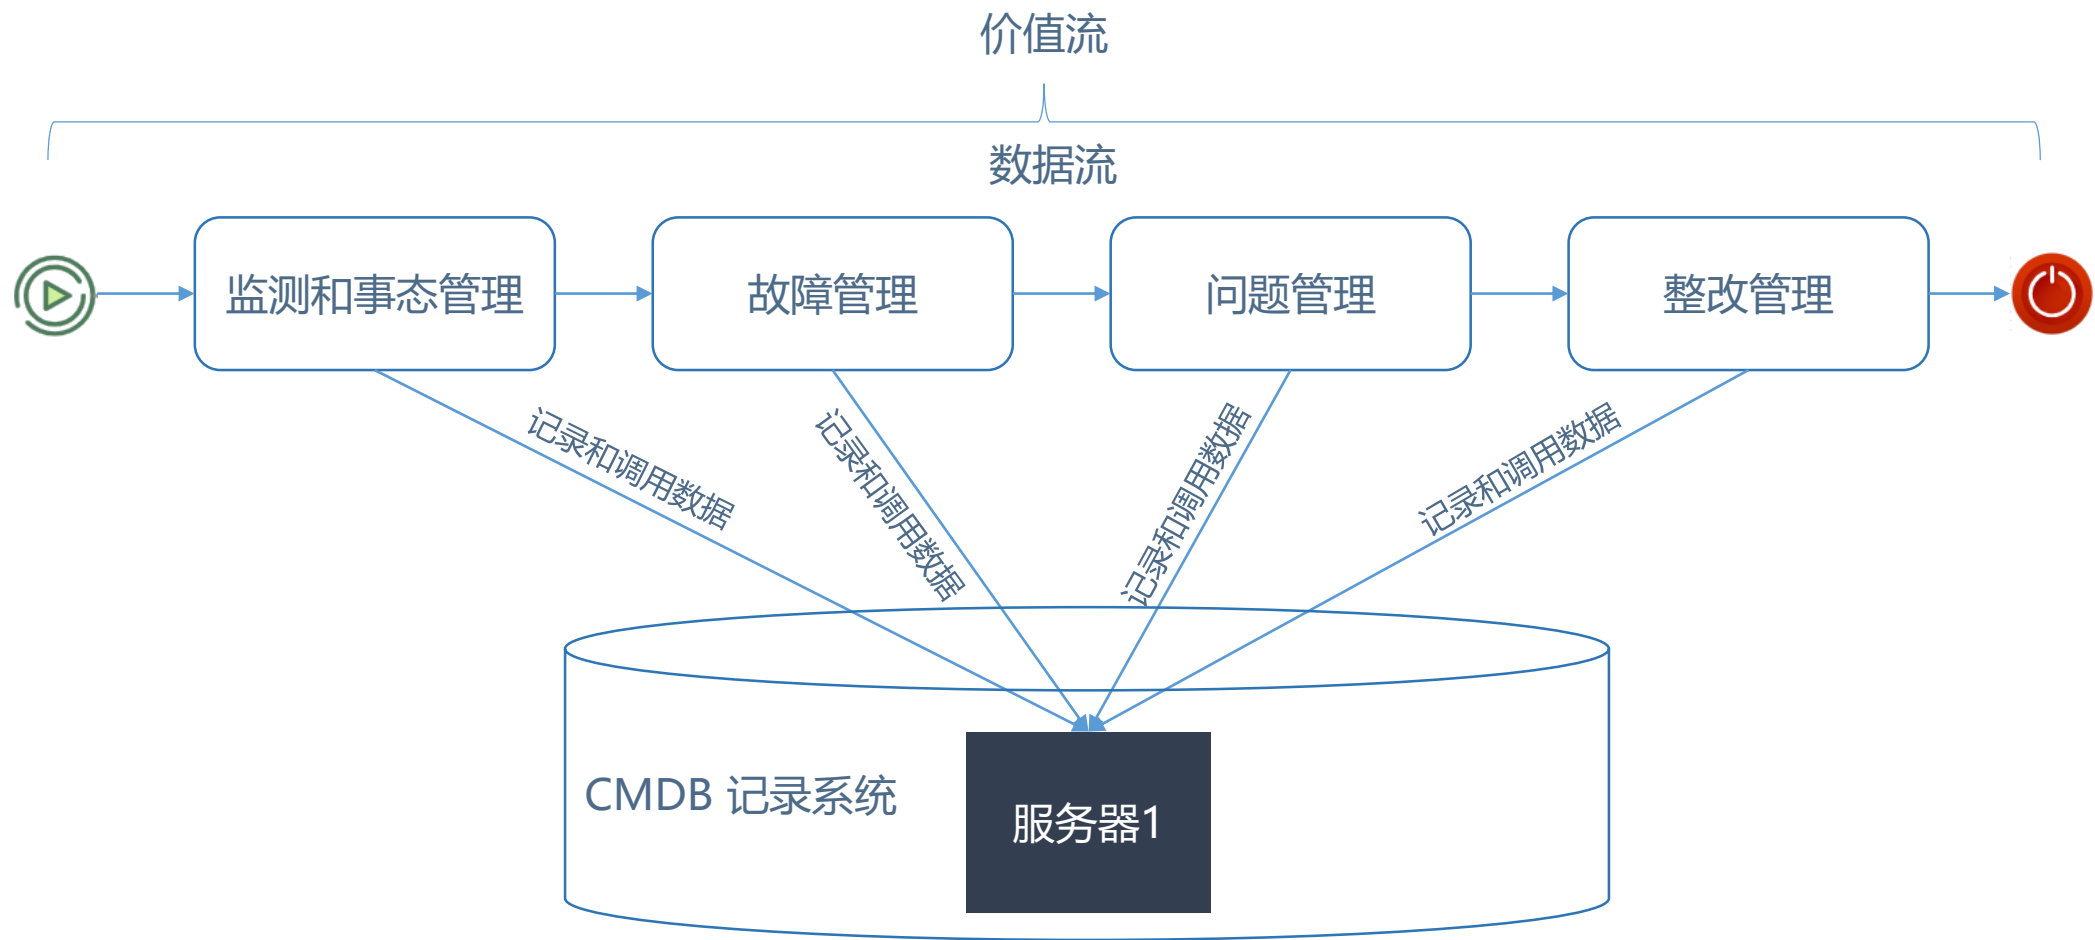 价值流
数据流
监测和事态管理
故障管理
问题管理
整改管理
记录和调用数据
记录和调用数据
记录和调用数据
记录和调用数据
CMDB 记录系统
服务器1